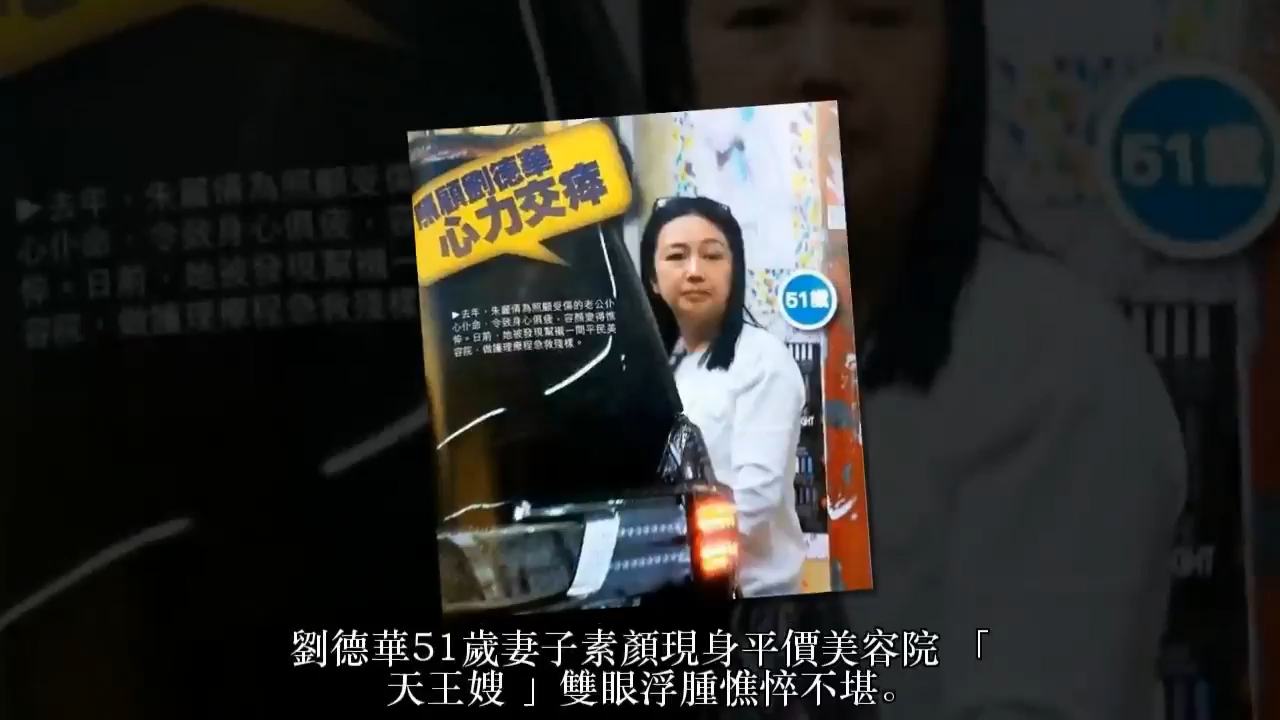 照顧劉德華
心力交瘁
▶去年，朱麗倩為照顧受傷的老公仆
心仆命，令致身心俱疲，容顏變得憔
悴。日前，她被發現幫襯一間平民美
容院，做護理療程急救殘樣。
51歲
劉德華51歲妻子素顏現身平價美容院 「
天王嫂 」雙眼浮腫憔悴不堪。